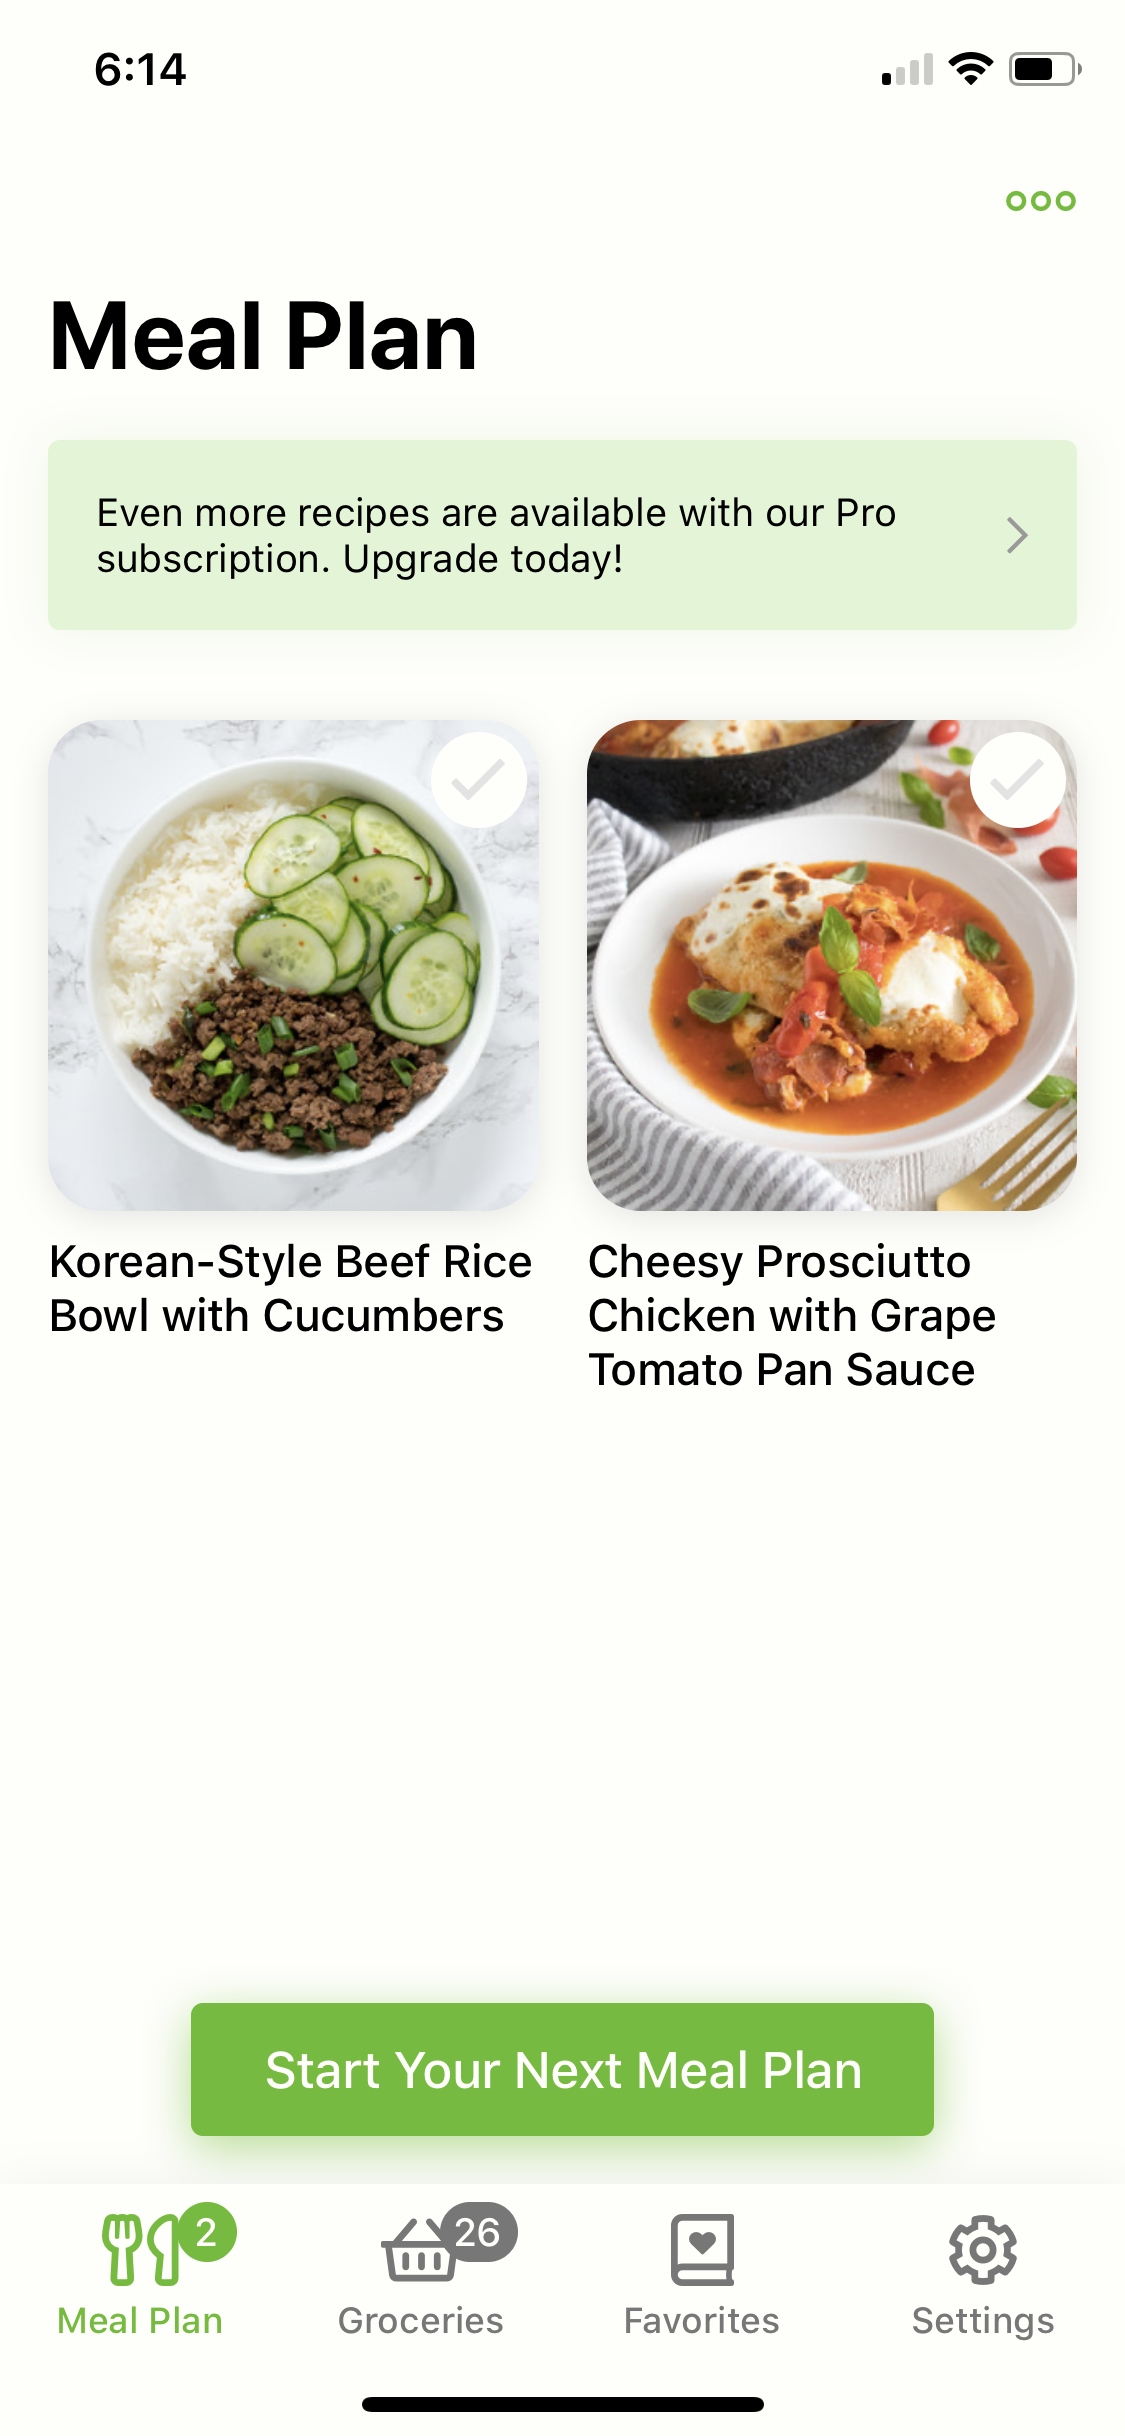 6:14
Meal Plan
Even more recipes are available with our Pro
subscription. Upgrade today!
Korean-Style Beef Rice
Bowl with Cucumbers
Cheesy Prosciutto
Chicken with Grape
Tomato Pan Sauce
Start Your Next Meal Plan
2
26
Meal Plan
Groceries
Favorites
Settings